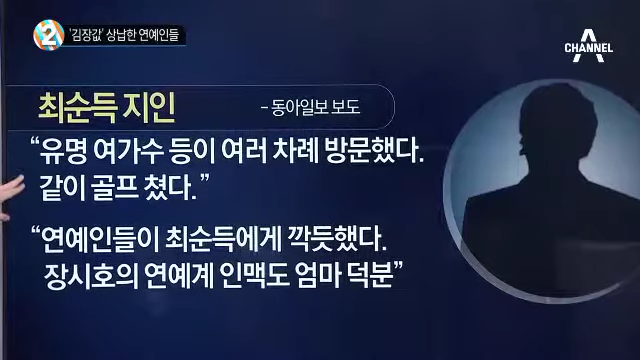 2 '김장값' 상납한 연예인들
CHANNEL A
최순득 지인 - 동아일보 보도
“유명 여가수 등이 여러 차례 방문했다.
같이 골프 쳤다.”
“연예인들이 최순득에게 깍듯했다.
장시호의 연예계 인맥도 엄마 덕분”